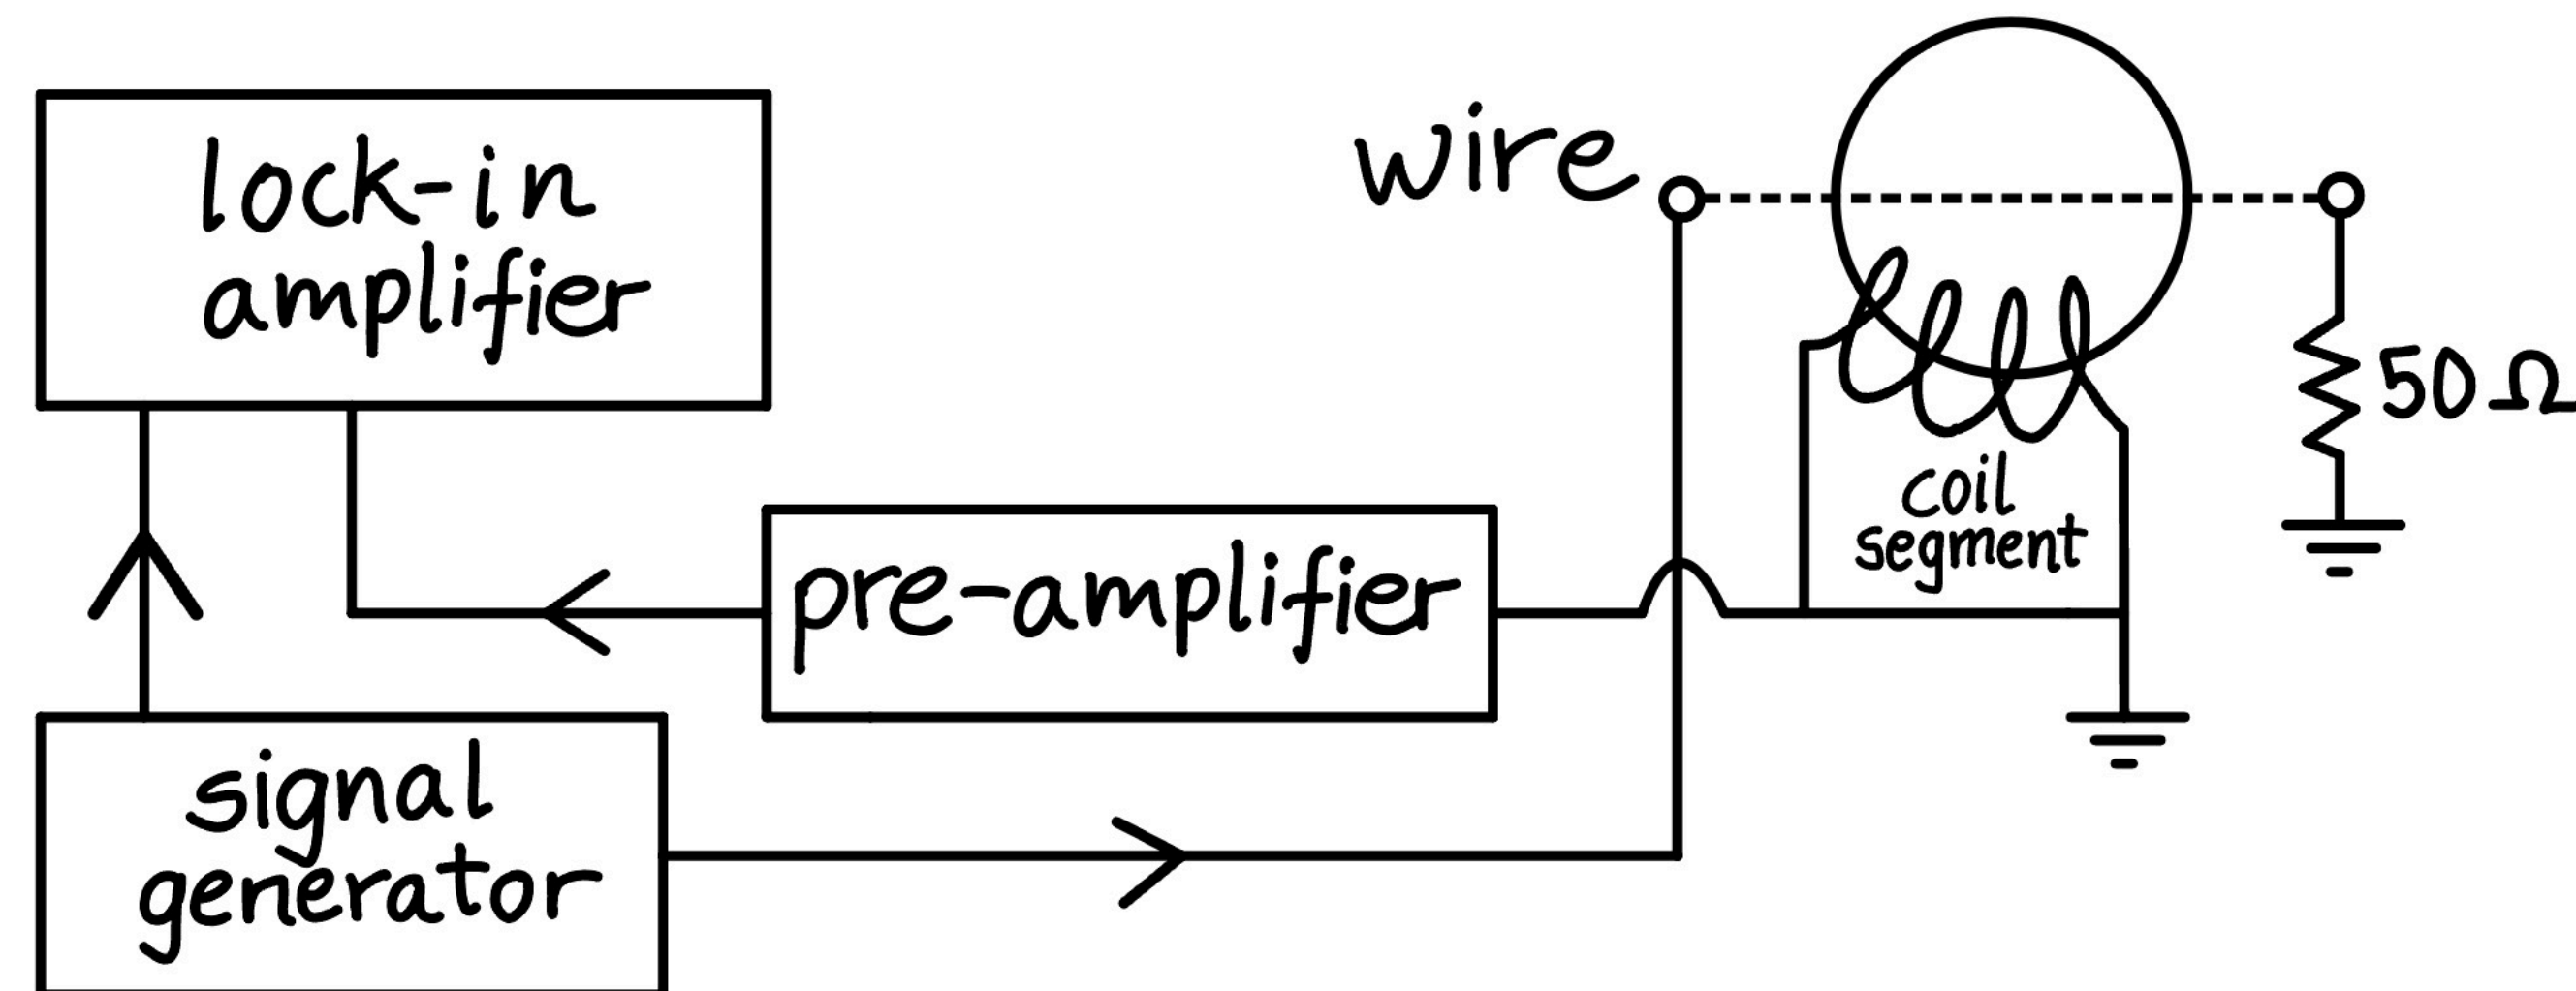 lock-in
amplifier
wire
50Ω
coil
segment
pre-amplifier
signal
generator